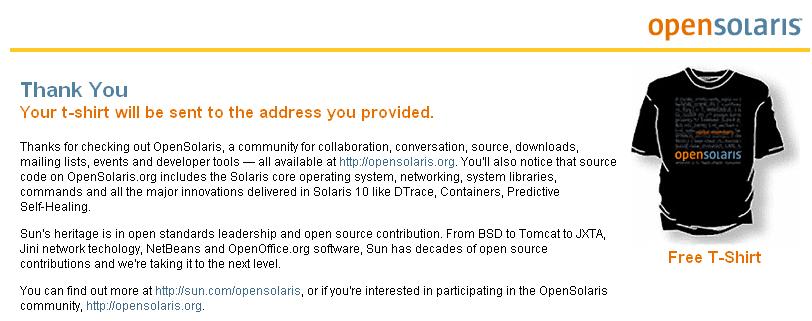 opensolaris™
Thank You
Your t-shirt will be sent to the address you provided.
Thanks for checking out OpenSolaris, a community for collaboration, conversation, source, downloads,
mailing lists, events and developer tools — all available at http://opensolaris.org. You'll also notice that source
code on OpenSolaris.org includes the Solaris core operating system, networking, system libraries,
commands and all the major innovations delivered in Solaris 10 like DTrace, Containers, Predictive
Self-Healing.
Sun's heritage is in open standards leadership and open source contribution. From BSD to Tomcat to JXTA,
Jini network techology, NetBeans and OpenOffice.org software, Sun has decades of open source
contributions and we're taking it to the next level.
You can find out more at http://sun.com/opensolaris, or if you're interested in participating in the OpenSolaris
community, http://opensolaris.org.
opensolaris
Free T-Shirt